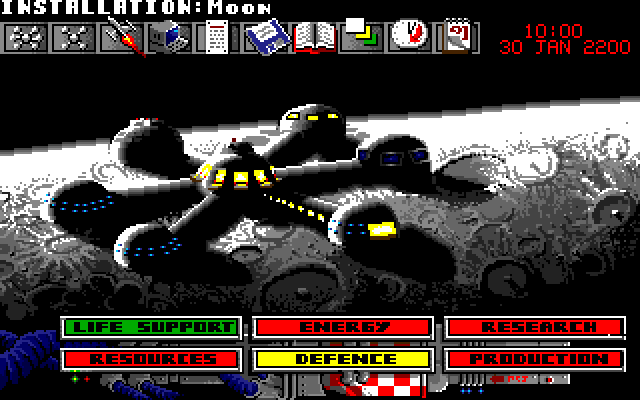 INSTALLATION: MOON
10:00
30 JAN 2200
LIFE SUPPORT
ENERGY
RESEARCH
RESOURCES
DEFENCE
PRODUCTION